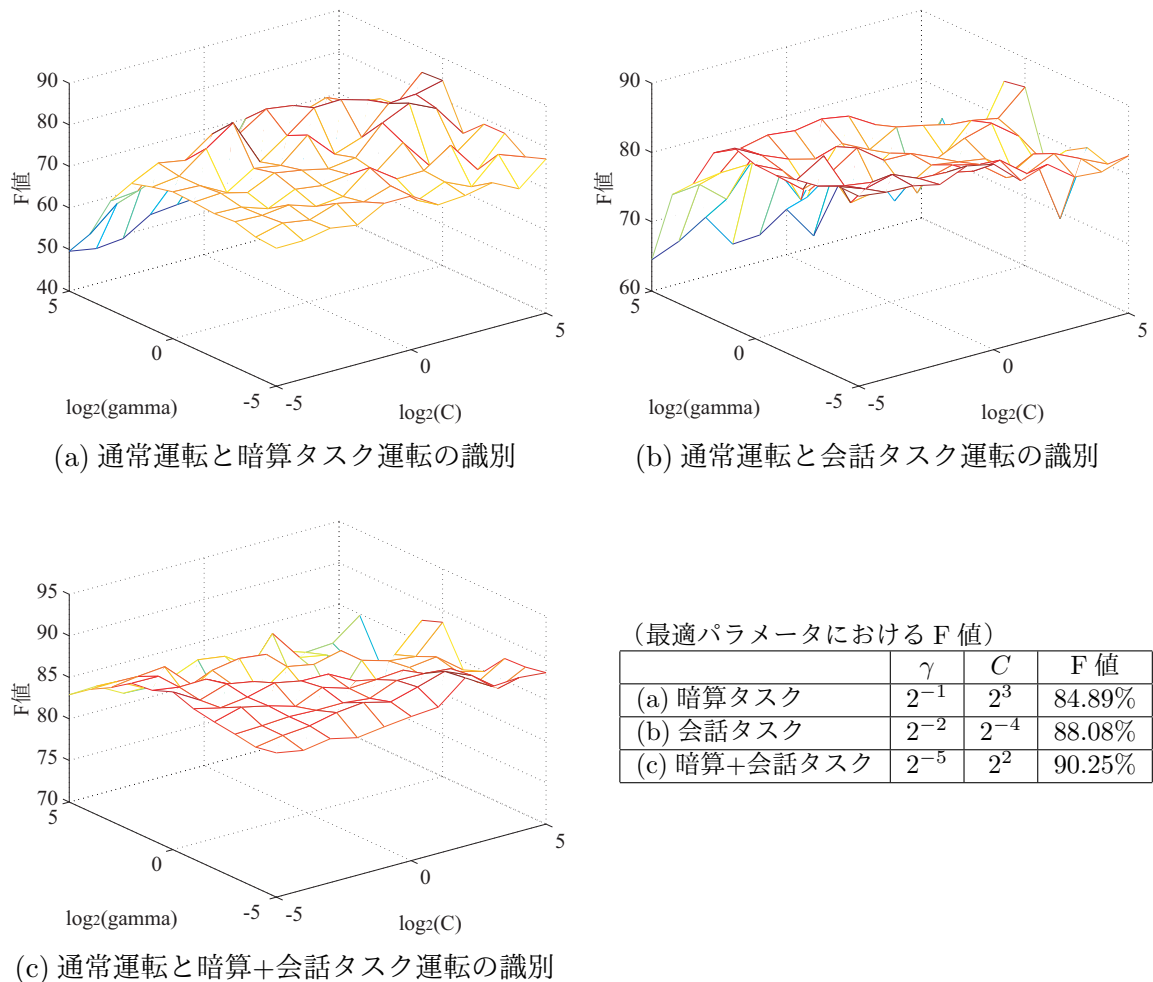 90
80
70
60
50
40
F値
5
0
-5
log2(gamma)
-5
0
5
log2(C)
(a) 通常運転と暗算タスク運転の識別
90
80
70
60
F値
5
0
-5
log2(gamma)
-5
0
5
log2(C)
(b) 通常運転と会話タスク運転の識別
95
90
85
80
75
70
F値
5
0
-5
log2(gamma)
-5
0
5
log2(C)
(c) 通常運転と暗算+会話タスク運転の識別
（最適パラメータにおける F 値）
γ C F 値
(a) 暗算タスク 2⁻¹ 2³ 84.89%
(b) 会話タスク 2⁻² 2⁻⁴ 88.08%
(c) 暗算+会話タスク 2⁻⁵ 2² 90.25%